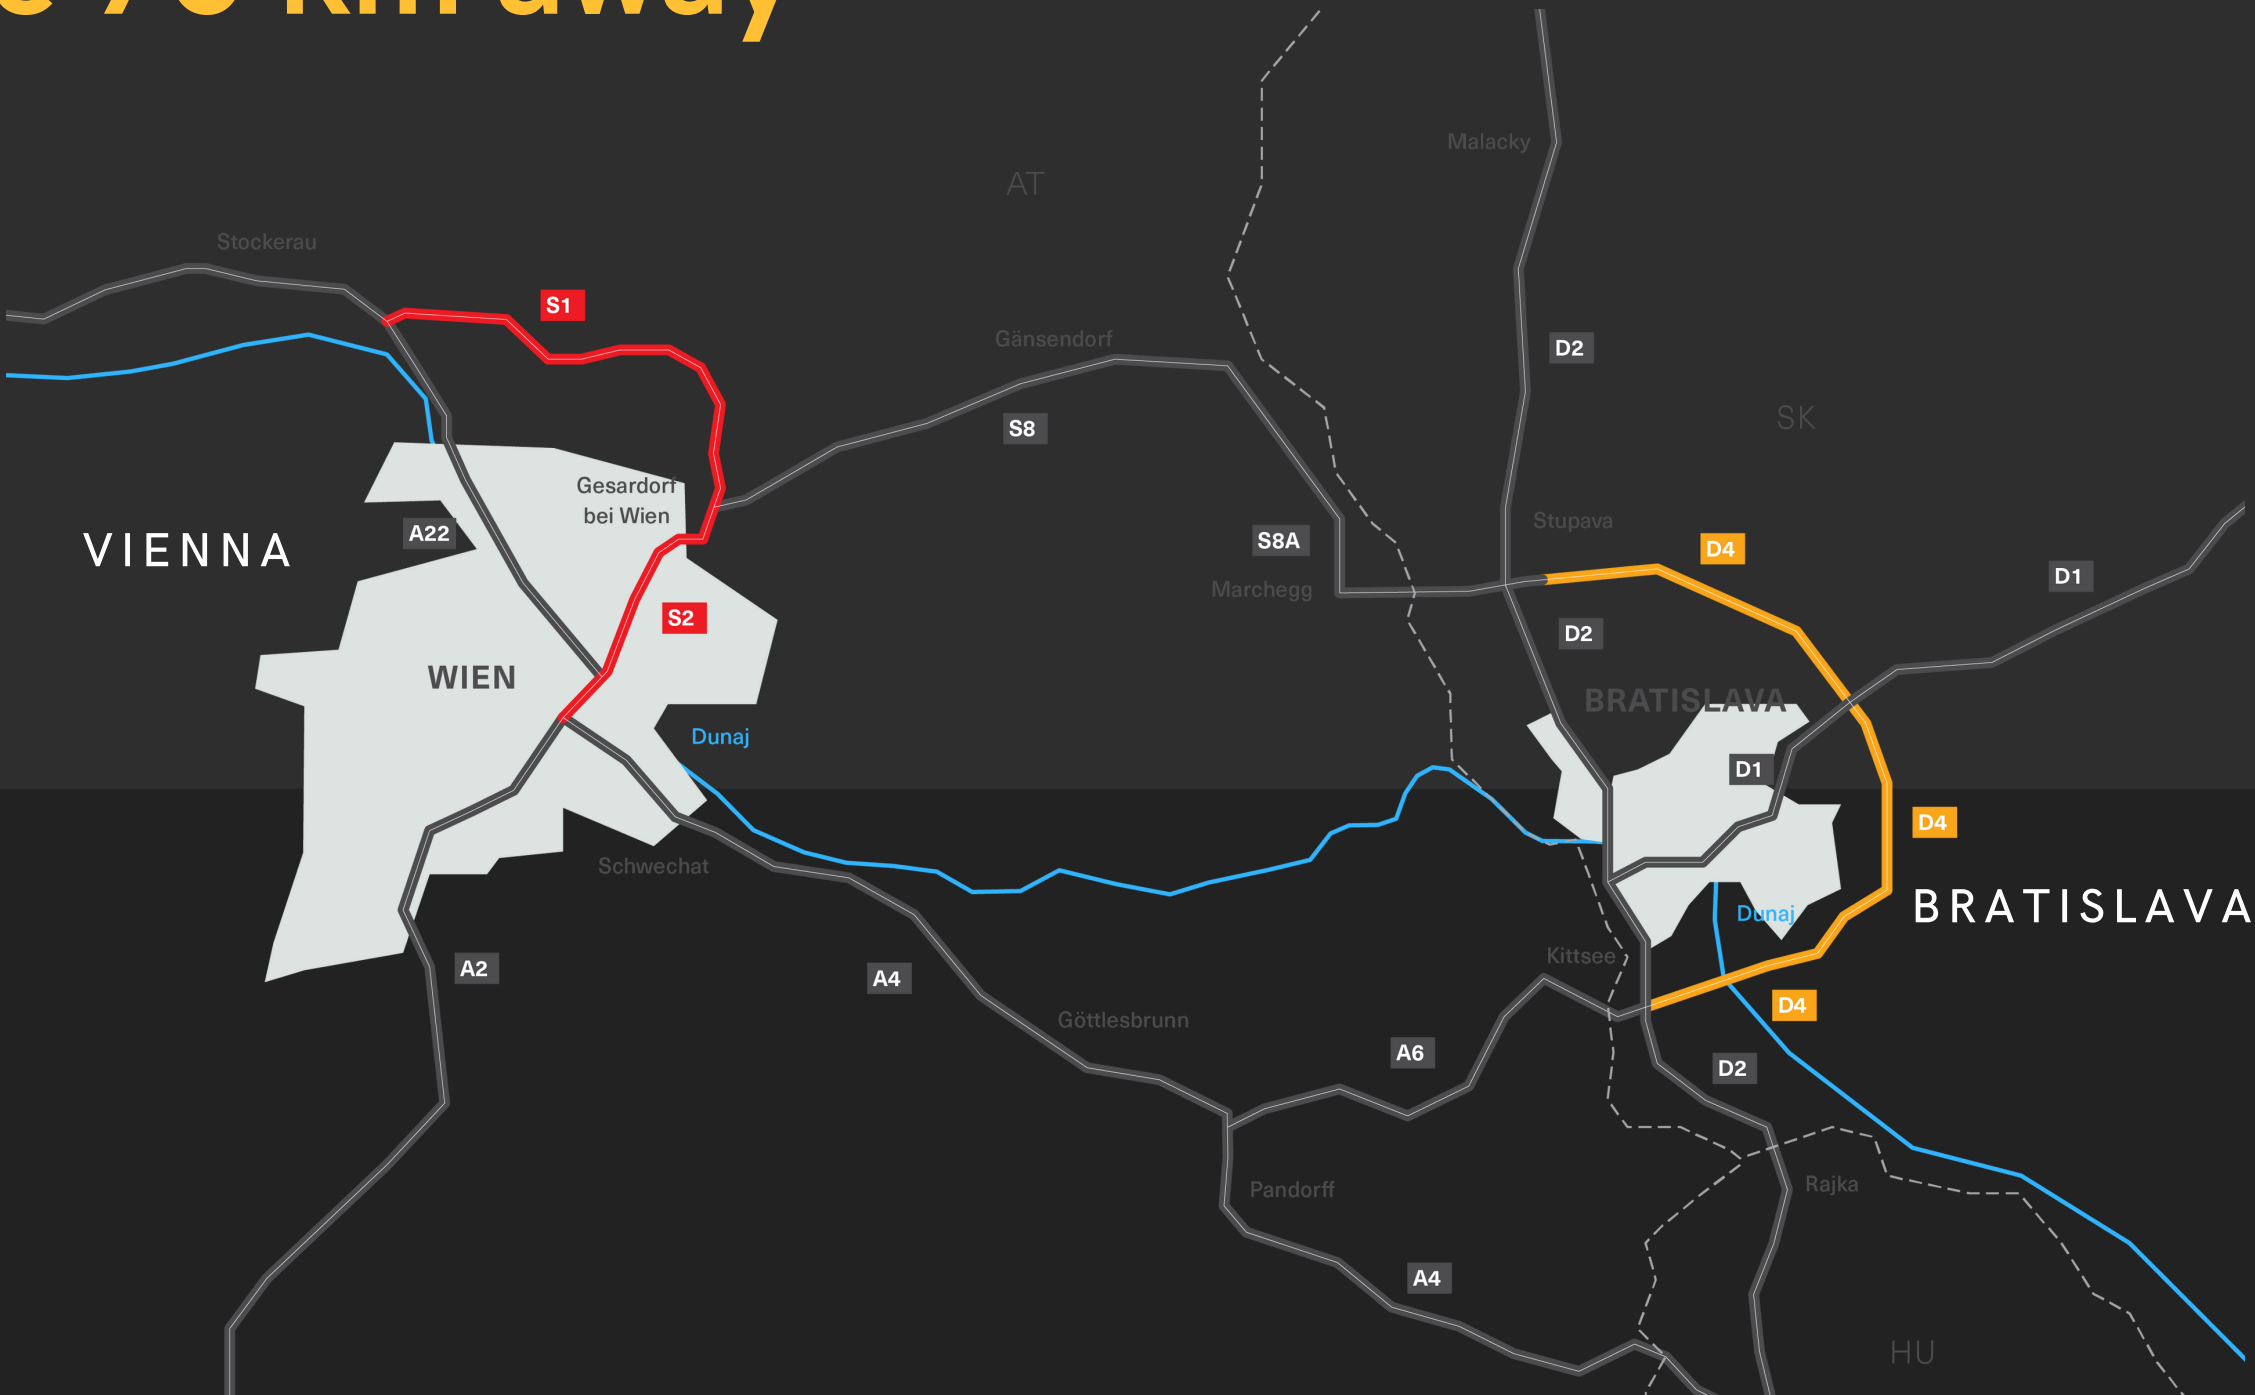 km away
Malacky
AT
Stockerau
S1
Gänsendorf
D2
SK
S8
Gesardorf
bei Wien
VIENNA
A22
S8A
Stupava
D4
D1
Marchegg
S2
D2
WIEN
BRATISLAVA
Dunaj
D1
D4
Schwechat
BRATISLAVA
Dunaj
Kittsee
A2
A4
D4
Göttlesbrunn
A6
D2
Pandorff
Rajka
A4
HU